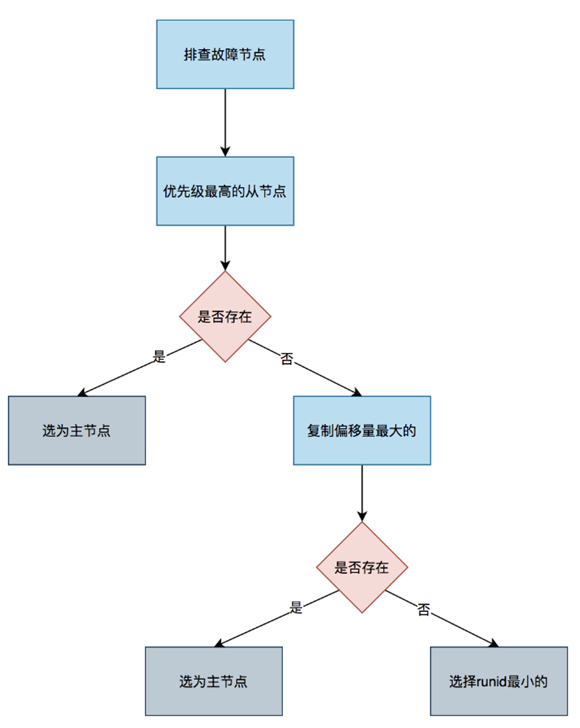 排查故障节点
优先级最高的从节点
是否存在
是
否
选为主节点
复制偏移量最大的
是否存在
是
否
选为主节点
选择runid最小的